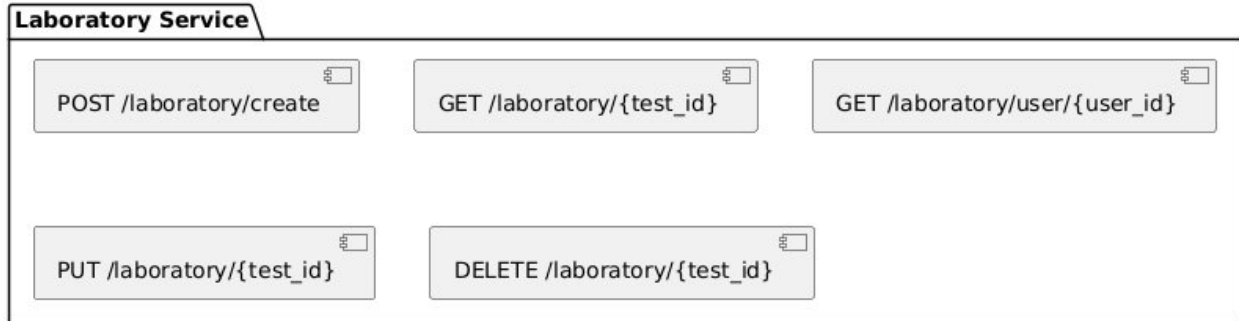 Laboratory Service
POST /laboratory/create
GET /laboratory/{test_id}
GET /laboratory/user/{user_id}
PUT /laboratory/{test_id}
DELETE /laboratory/{test_id}